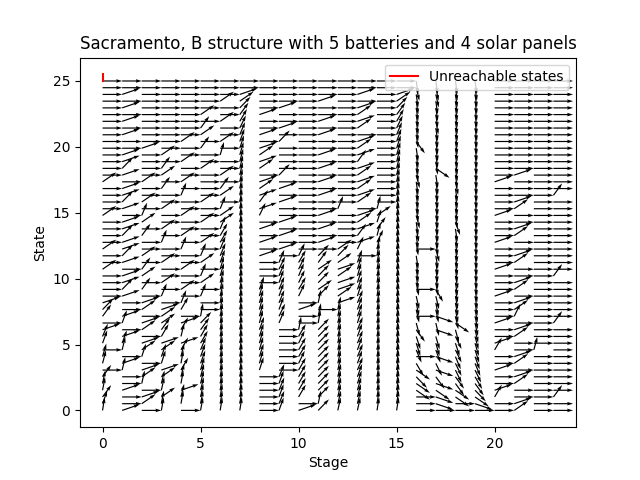 Sacramento, B structure with 5 batteries and 4 solar panels
Unreachable states
25
20
15
10
5
0
State
0
5
10
15
20
Stage